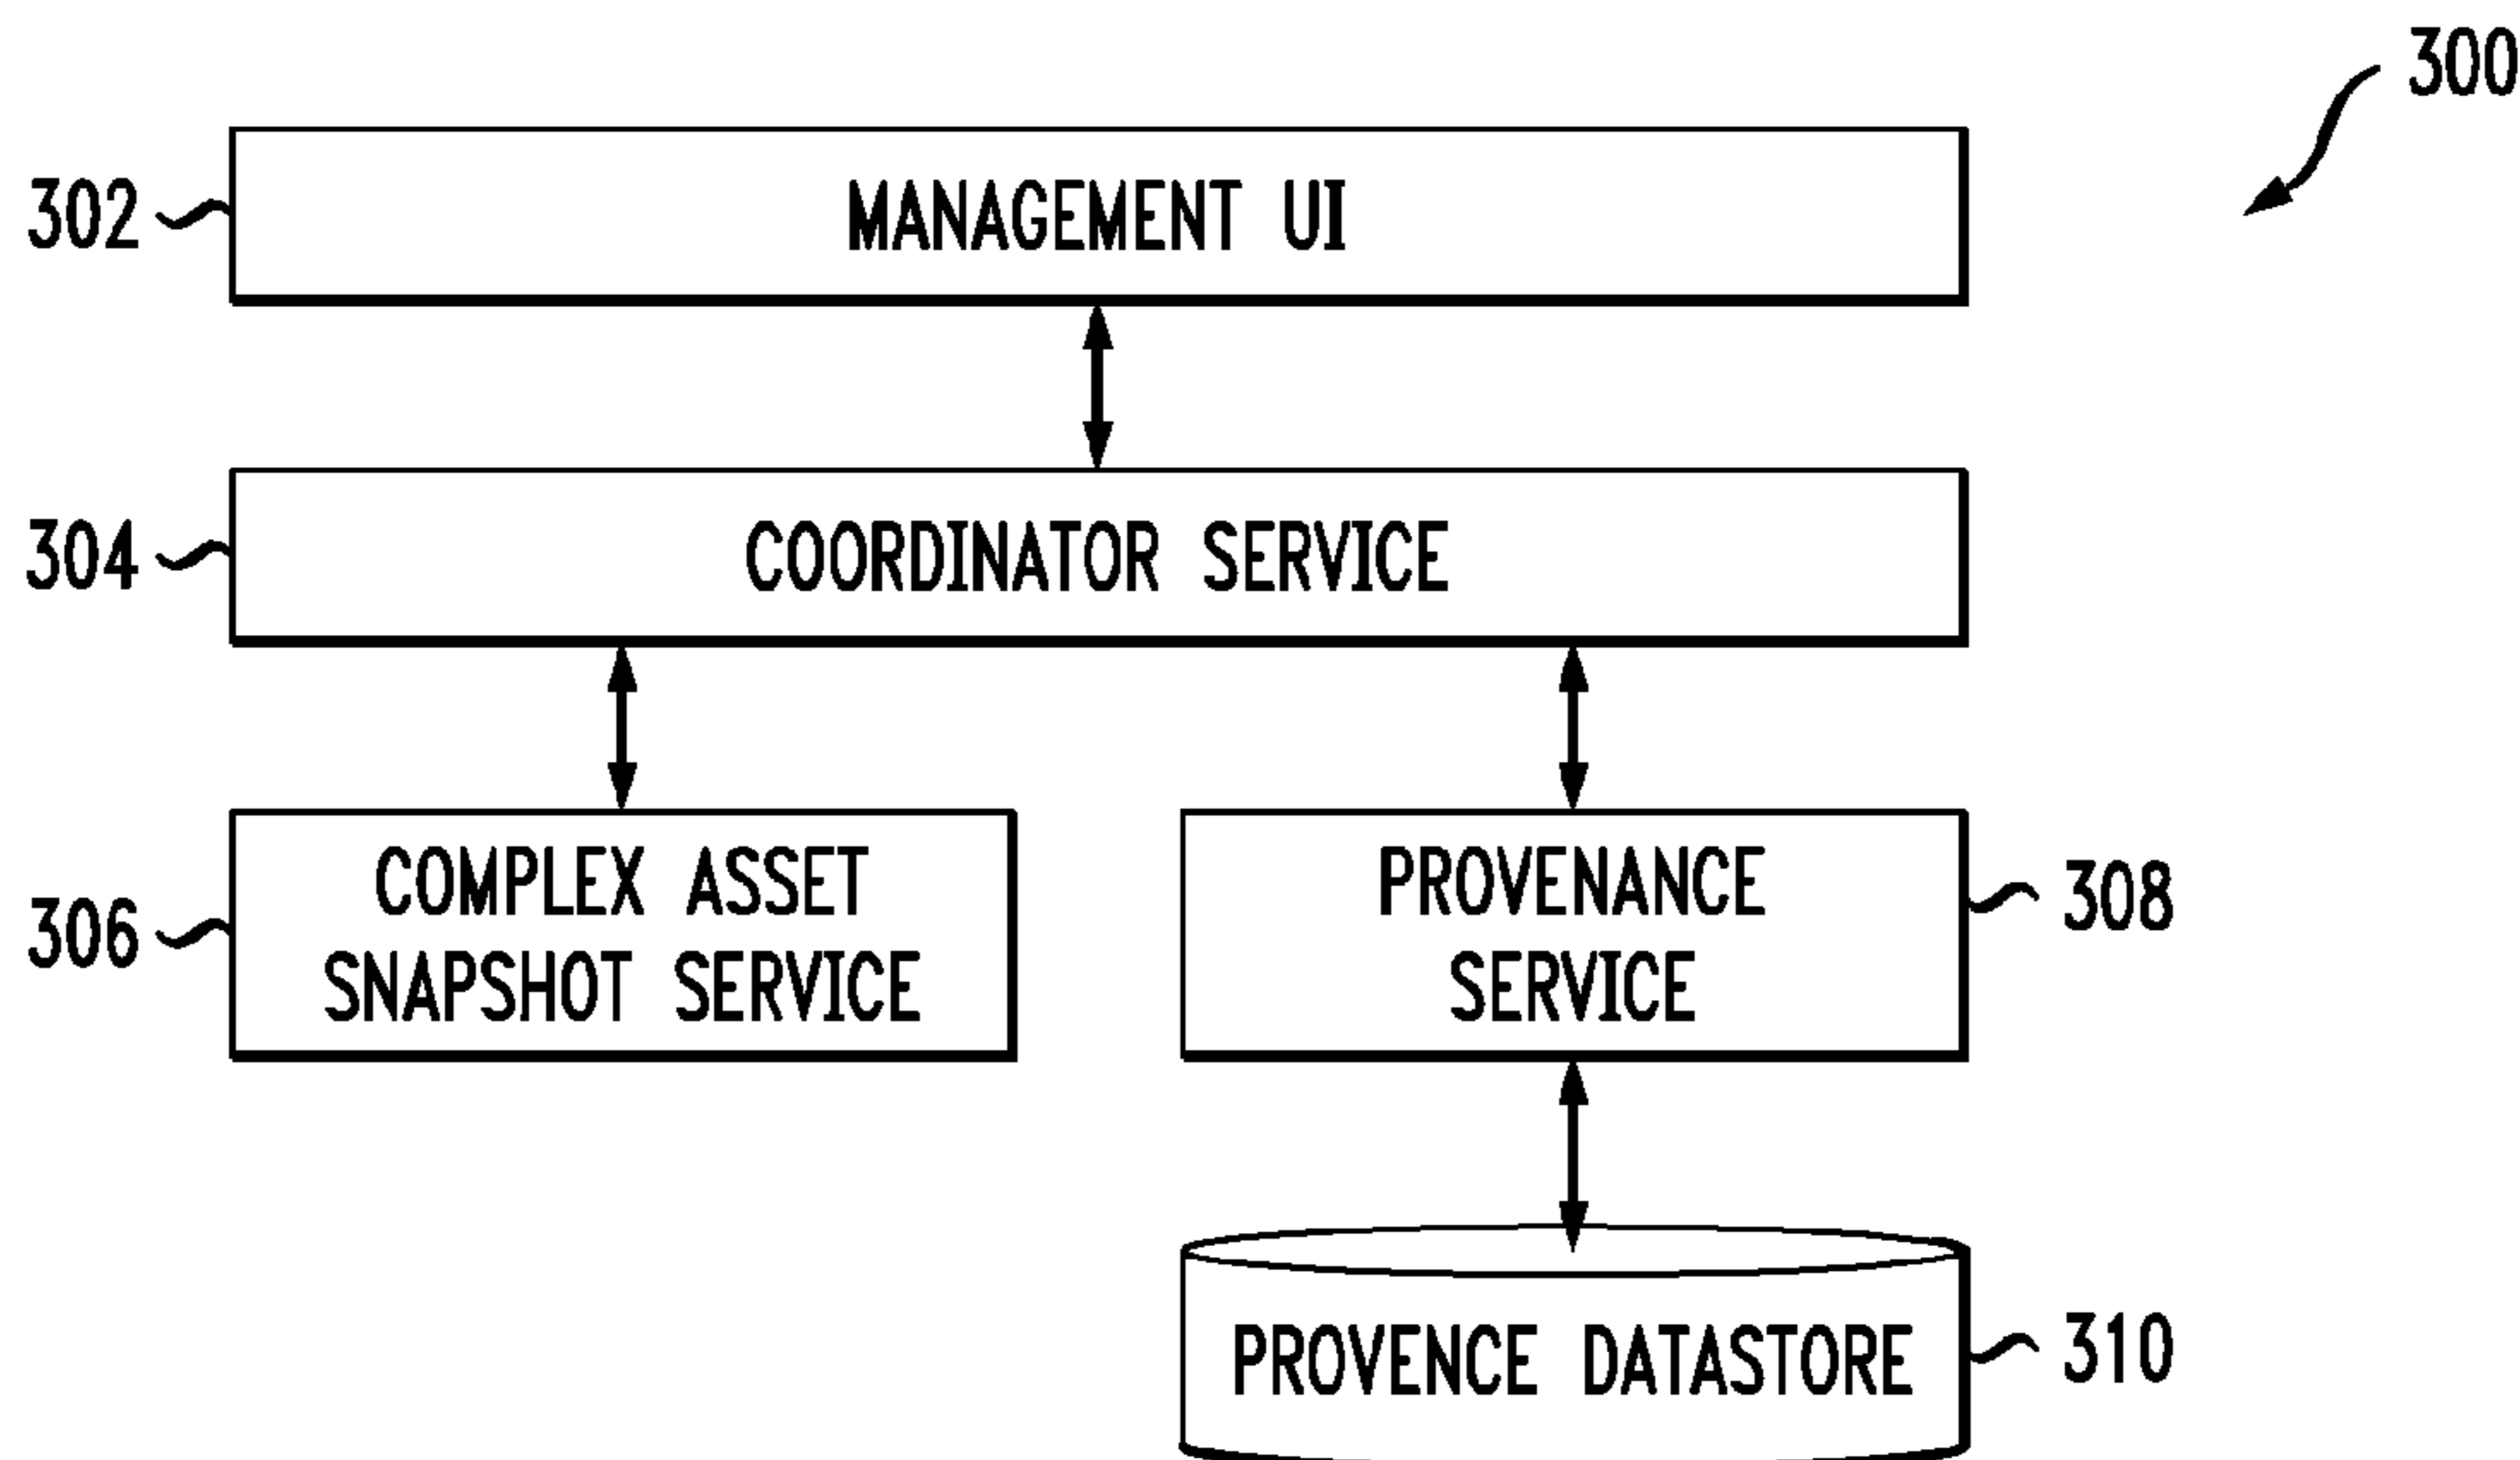 300
302
MANAGEMENT UI
304
COORDINATOR SERVICE
306
COMPLEX ASSET
SNAPSHOT SERVICE
PROVENANCE
SERVICE
308
PROVENCE DATASTORE
310